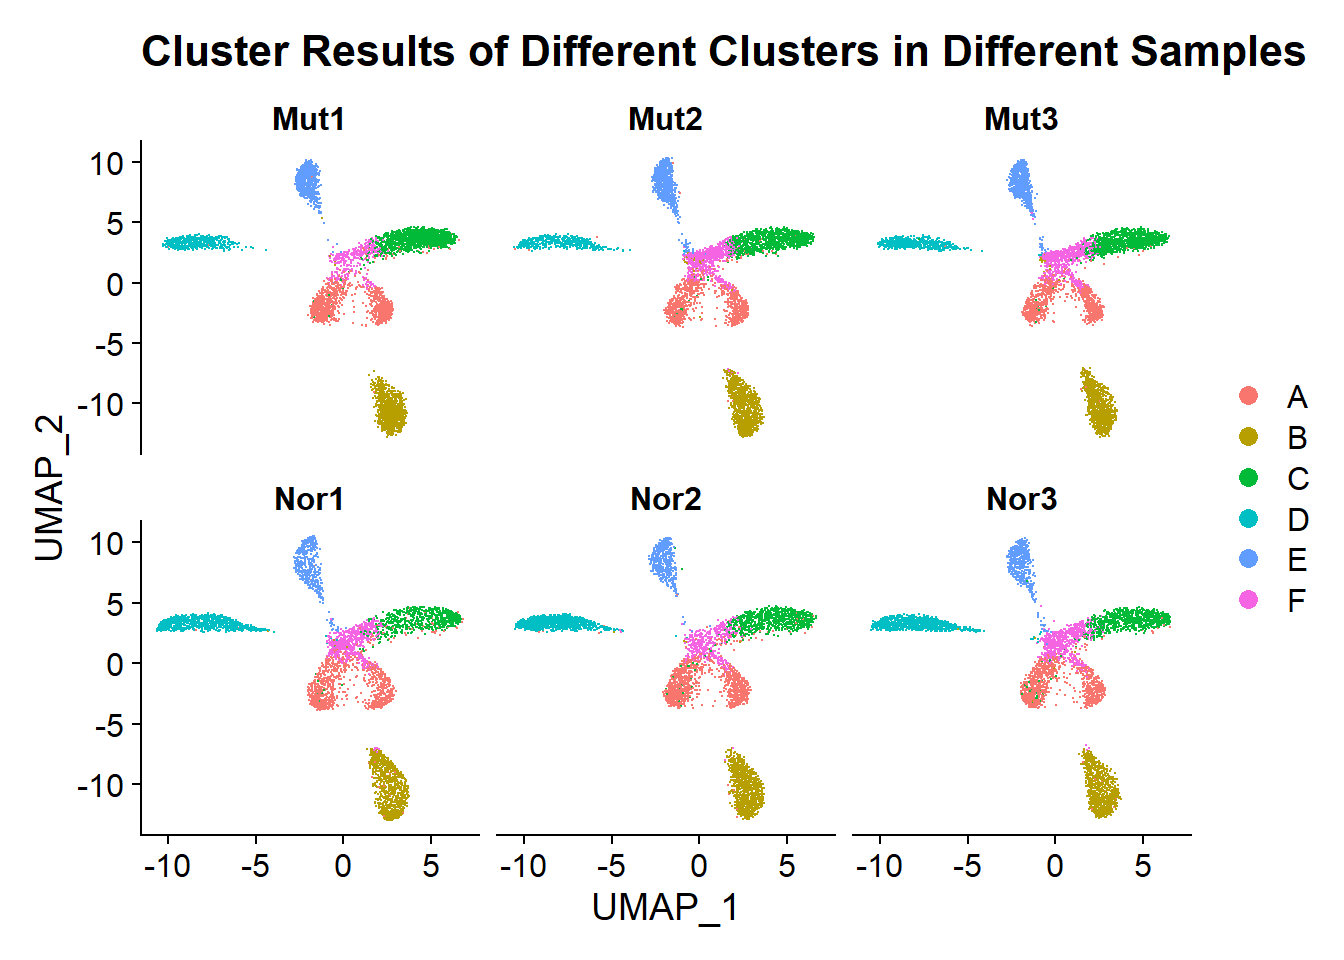 Cluster Results of Different Clusters in Different Samples
Mut1 Mut2 Mut3
10
5
0
-5
-10
UMAP_2
Nor1 Nor2 Nor3
10
5
0
-5
-10
-10 -5 0 5 -10 -5 0 5 -10 -5 0 5
UMAP_1
A
B
C
D
E
F